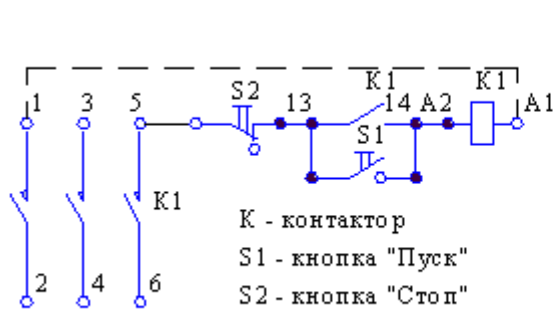 S2
K1
K1
1
3
5
13
14
A2
A1
S1
K1
К - контактор
S1 - кнопка "Пуск"
S2 - кнопка "Стоп"
2
4
6